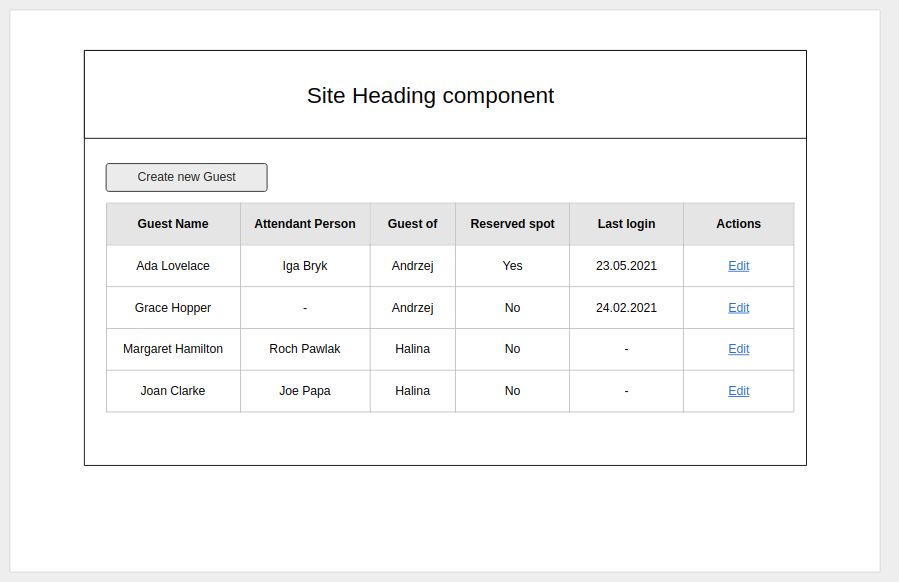 Site Heading component
Create new Guest
Guest Name Attendant Person Guest of Reserved spot Last login Actions
Ada Lovelace Iga Bryk Andrzej Yes 23.05.2021 Edit
Grace Hopper - Andrzej No 24.02.2021 Edit
Margaret Hamilton Roch Pawlak Halina No - Edit
Joan Clarke Joe Papa Halina No - Edit